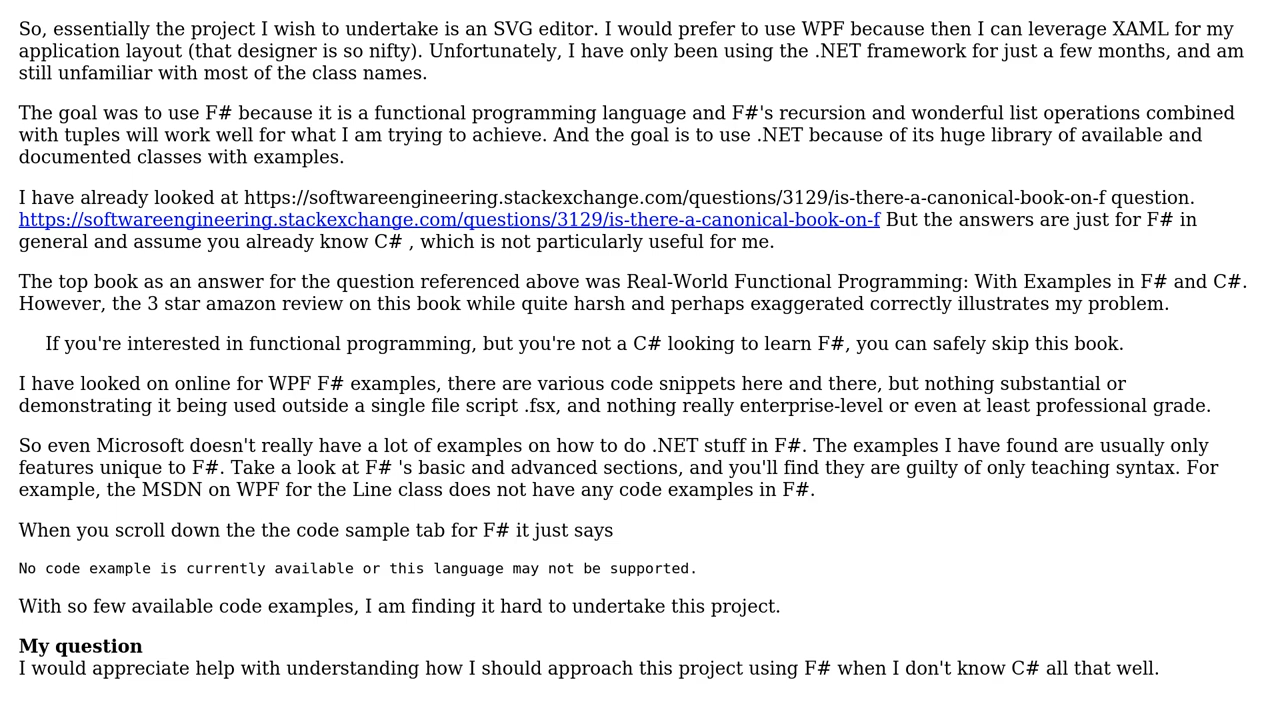 So, essentially the project I wish to undertake is an SVG editor. I would prefer to use WPF because then I can leverage XAML for my
application layout (that designer is so nifty). Unfortunately, I have only been using the .NET framework for just a few months, and am
still unfamiliar with most of the class names.
The goal was to use F# because it is a functional programming language and F#'s recursion and wonderful list operations combined
with tuples will work well for what I am trying to achieve. And the goal is to use .NET because of its huge library of available and
documented classes with examples.
I have already looked at https://softwareengineering.stackexchange.com/questions/3129/is-there-a-canonical-book-on-f question.
https://softwareengineering.stackexchange.com/questions/3129/is-there-a-canonical-book-on-f But the answers are just for F# in
general and assume you already know C# , which is not particularly useful for me.
The top book as an answer for the question referenced above was Real-World Functional Programming: With Examples in F# and C#.
However, the 3 star amazon review on this book while quite harsh and perhaps exaggerated correctly illustrates my problem.
If you're interested in functional programming, but you're not a C# looking to learn F#, you can safely skip this book.
I have looked on online for WPF F# examples, there are various code snippets here and there, but nothing substantial or
demonstrating it being used outside a single file script .fsx, and nothing really enterprise-level or even at least professional grade.
So even Microsoft doesn't really have a lot of examples on how to do .NET stuff in F#. The examples I have found are usually only
features unique to F#. Take a look at F# 's basic and advanced sections, and you'll find they are guilty of only teaching syntax. For
example, the MSDN on WPF for the Line class does not have any code examples in F#.
When you scroll down the the code sample tab for F# it just says
No code example is currently available or this language may not be supported.
With so few available code examples, I am finding it hard to undertake this project.
My question
I would appreciate help with understanding how I should approach this project using F# when I don't know C# all that well.